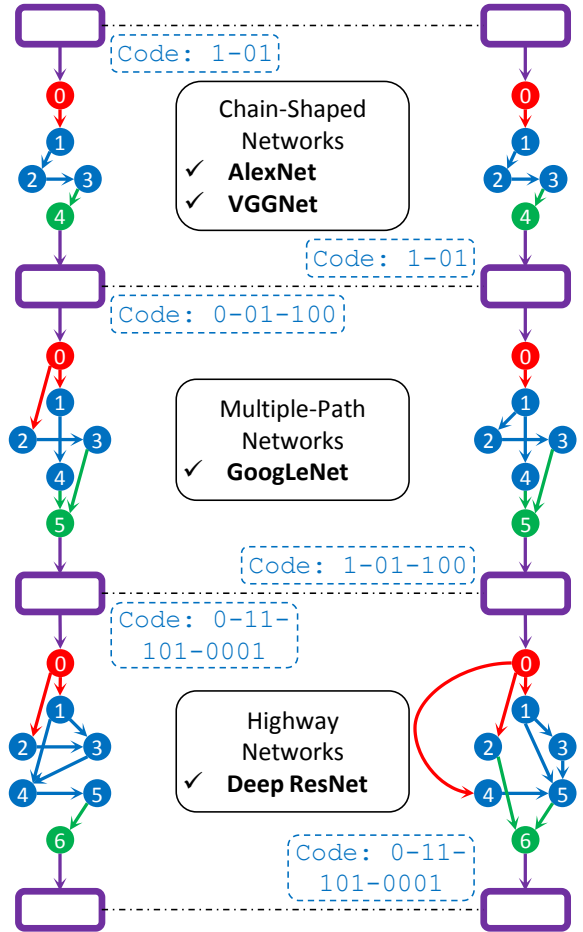 Code: 1-01
0
0
Chain-Shaped
Networks
✓ AlexNet
✓ VGGNet
1
1
2
3
2
3
4
4
Code: 1-01
Code: 0-01-100
0
0
1
1
Multiple-Path
Networks
✓ GoogLeNet
2
3
2
3
4
4
5
5
Code: 1-01-100
Code: 0-11-
101-0001
0
0
1
1
Highway
Networks
✓ Deep ResNet
2
3
2
3
4
5
4
5
6
6
Code: 0-11-
101-0001